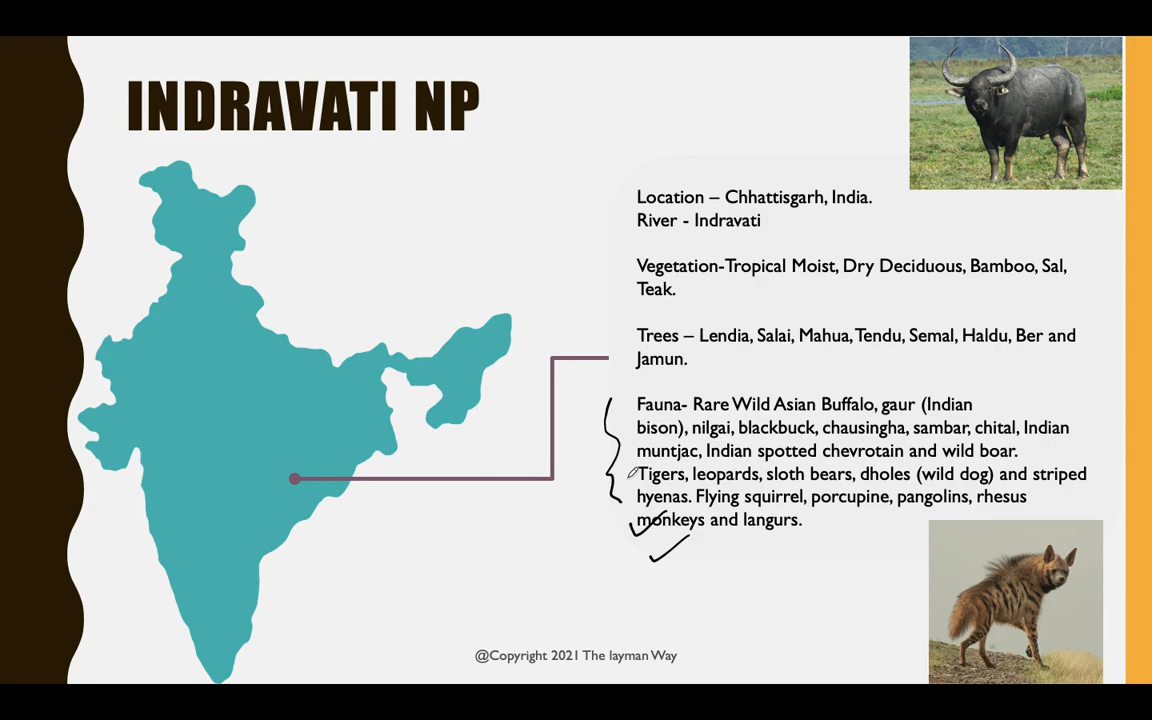 INDRAVATI NP
Location – Chhattisgarh, India.
River - Indravati
Vegetation-Tropical Moist, Dry Deciduous, Bamboo, Sal,
Teak.
Trees – Lendia, Salai, Mahua, Tendu, Semal, Haldu, Ber and
Jamun.
Fauna- Rare Wild Asian Buffalo, gaur (Indian
bison), nilgai, blackbuck, chausingha, sambar, chital, Indian
muntjac, Indian spotted chevrotain and wild boar.
Tigers, leopards, sloth bears, dholes (wild dog) and striped
hyenas. Flying squirrel, porcupine, pangolins, rhesus
monkeys and langurs.
@Copyright 2021 The layman Way